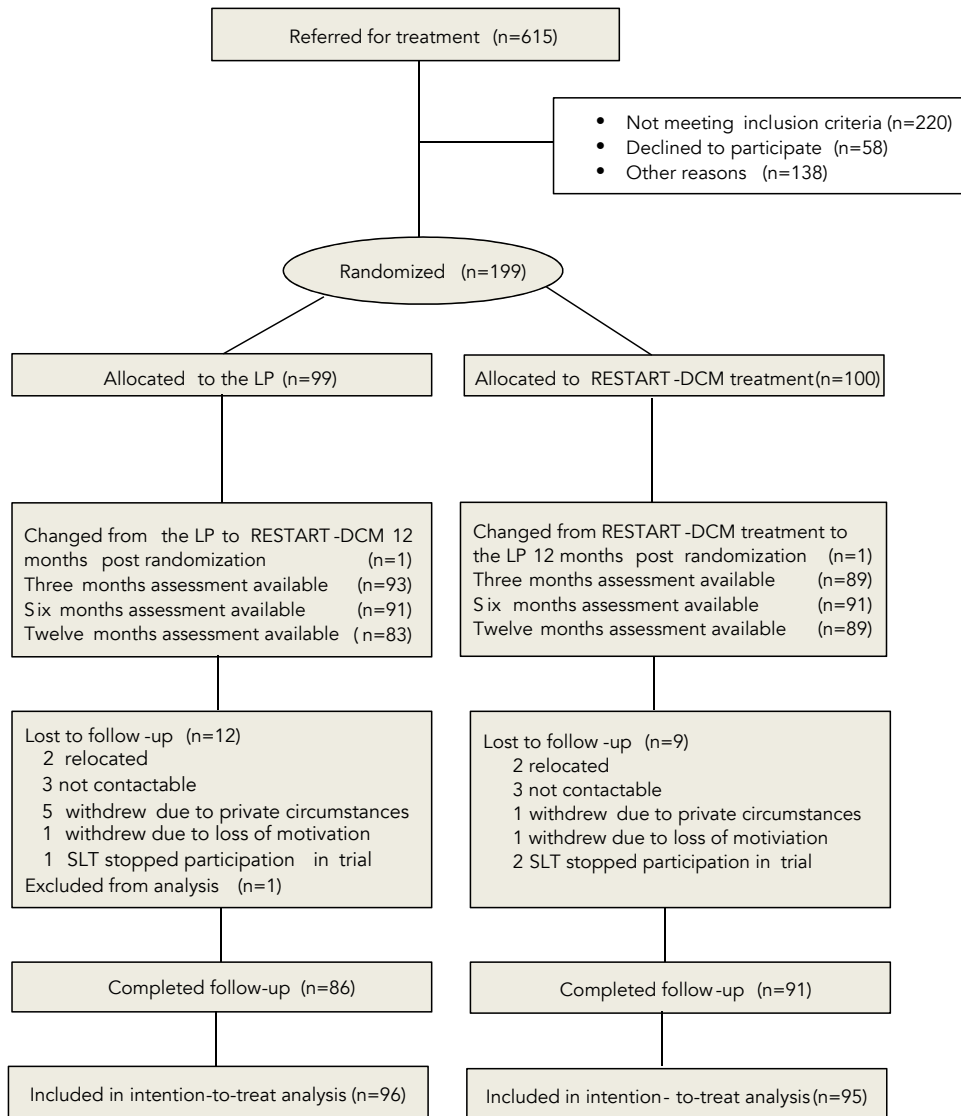 Referred for treatment (n=615)
• Not meeting inclusion criteria (n=220)
• Declined to participate (n=58)
• Other reasons (n=138)
Randomized (n=199)
Allocated to the LP (n=99)
Allocated to RESTART-DCM treatment (n=100)
Changed from the LP to RESTART-DCM 12
months post randomization (n=1)
Three months assessment available (n=93)
Six months assessment available (n=91)
Twelve months assessment available (n=83)
Changed from RESTART-DCM treatment to
the LP 12 months post randomization (n=1)
Three months assessment available (n=89)
Six months assessment available (n=91)
Twelve months assessment available (n=89)
Lost to follow-up (n=12)
2 relocated
3 not contactable
5 withdrew due to private circumstances
1 withdrew due to loss of motivation
1 SLT stopped participation in trial
Excluded from analysis (n=1)
Lost to follow-up (n=9)
2 relocated
3 not contactable
1 withdrew due to private circumstances
1 withdrew due to loss of motiviation
2 SLT stopped participation in trial
Completed follow-up (n=86)
Completed follow-up (n=91)
Included in intention-to-treat analysis (n=96)
Included in intention- to-treat analysis (n=95)